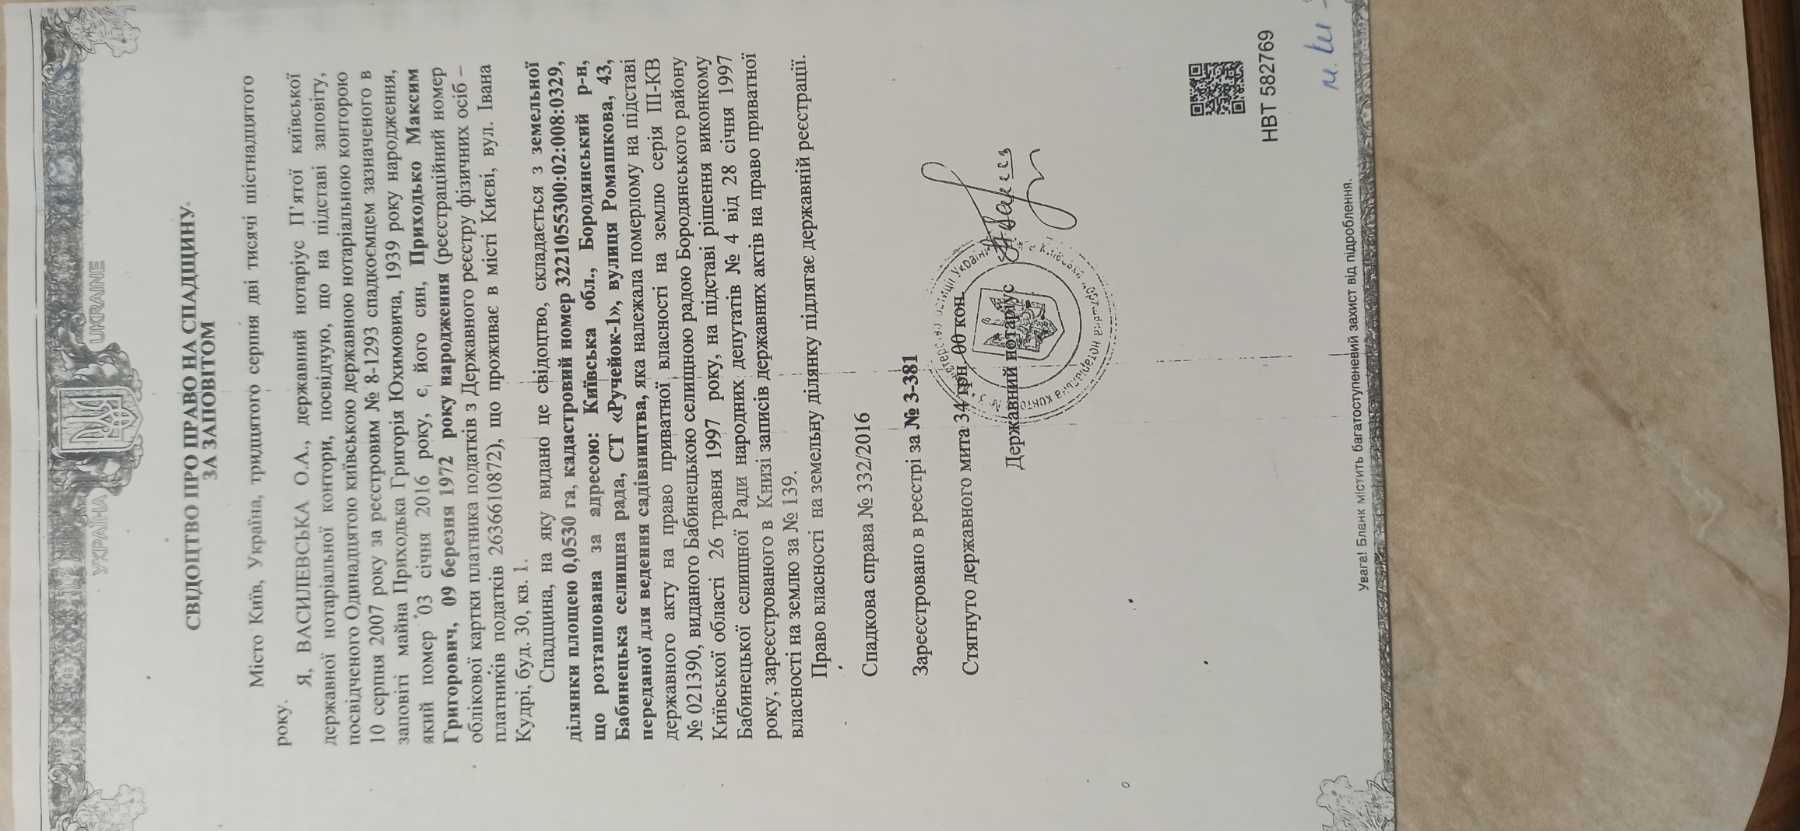 УКРАЇНА UKRAINE
СВІДОЦТВО ПРО ПРАВО НА СПАДЩИНУ
ЗА ЗАПОВІТОМ
Місто Київ, Україна, тридцятого серпня дві тисячі шістнадцятого
року.
Я, ВАСИЛЕВСЬКА О.А., державний нотаріус П'ятої київської
державної нотаріальної контори, посвідчую, що на підставі заповіту,
посвідченого Одинадцятою київською державною нотаріальною конторою
10 серпня 2007 року за реєстровим № 8-1293 спадкоємцем зазначеного в
заповіті майна Приходька Григорія Юхимовича, 1939 року народження,
який помер 03 січня 2016 року, є, його син, Приходько Максим
Григорович, 09 березня 1972 року народження (реєстраційний номер
облікової картки платника податків з Державного реєстру фізичних осіб –
платників податків 2636610872), що проживає в місті Києві, вул. Івана
Кудрі, буд. 30, кв. 1.
Спадщина, на яку видано це свідоцтво, складається з земельної
ділянки площею 0,0530 га, кадастровий номер 3221055300:02:008:0329,
що розташована за адресою: Київська обл., Бородянський р-н,
Бабинецька селищна рада, СТ «Ручейок-1», вулиця Ромашкова, 43,
переданої для ведення садівництва, яка належала померлому на підставі
державного акту на право приватної власності на землю серія ІІІ-КВ
№ 021390, виданого Бабинецькою селищною радою Бородянського району
Київської області 26 травня 1997 року, на підставі рішення виконкому
Бабинецької селищної Ради народних депутатів № 4 від 28 січня 1997
року, зареєстрованого в Книзі записів державних актів на право приватної
власності на землю за № 139.
Право власності на земельну ділянку підлягає державній реєстрації.
Спадкова справа № 332/2016
Зареєстровано в реєстрі за № 3-381
Стягнуто державного мита 34 грн. 00 коп.
Державний нотаріус
НВТ 582769
Увага! Бланк містить багатоступеневий захист від підроблення.